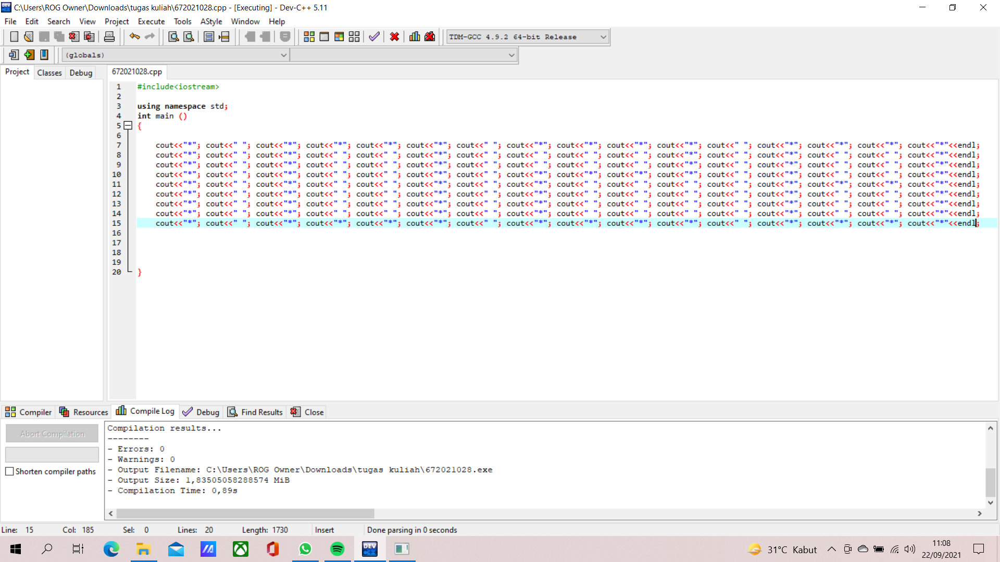 C:\Users\ROG Owner\Downloads\tugas kuliah\672021028.cpp - [Executing] - Dev-C++ 5.11
File Edit Search View Project Execute Tools AStyle Window Help
TDM-GCC 4.9.2 64-bit Release
(globals)
Project Classes Debug
672021028.cpp
1 #include<iostream>
2
3 using namespace std;
4 int main ()
5 {
6
7 cout<<"*"; cout<<" "; cout<<"*"; cout<<"*"; cout<<"*"; cout<<"*"; cout<<" "; cout<<"*"; cout<<"*"; cout<<"*"; cout<<"*"; cout<<" "; cout<<"*"; cout<<"*"; cout<<"*"; cout<<"*"<<endl;
8 cout<<"*"; cout<<" "; cout<<"*"; cout<<" "; cout<<" "; cout<<"*"; cout<<" "; cout<<" "; cout<<" "; cout<<" "; cout<<"*"; cout<<" "; cout<<"*"; cout<<" "; cout<<" "; cout<<"*"<<endl;
9 cout<<"*"; cout<<" "; cout<<"*"; cout<<" "; cout<<" "; cout<<"*"; cout<<" "; cout<<" "; cout<<" "; cout<<" "; cout<<"*"; cout<<" "; cout<<"*"; cout<<" "; cout<<" "; cout<<"*"<<endl;
10 cout<<"*"; cout<<" "; cout<<"*"; cout<<" "; cout<<" "; cout<<"*"; cout<<" "; cout<<"*"; cout<<"*"; cout<<"*"; cout<<"*"; cout<<" "; cout<<"*"; cout<<" "; cout<<" "; cout<<"*"<<endl;
11 cout<<"*"; cout<<" "; cout<<"*"; cout<<" "; cout<<" "; cout<<"*"; cout<<" "; cout<<"*"; cout<<" "; cout<<" "; cout<<" "; cout<<" "; cout<<"*"; cout<<"*"; cout<<"*"; cout<<"*"<<endl;
12 cout<<"*"; cout<<" "; cout<<"*"; cout<<" "; cout<<" "; cout<<"*"; cout<<" "; cout<<"*"; cout<<" "; cout<<" "; cout<<" "; cout<<" "; cout<<"*"; cout<<" "; cout<<" "; cout<<"*"<<endl;
13 cout<<"*"; cout<<" "; cout<<"*"; cout<<" "; cout<<" "; cout<<"*"; cout<<" "; cout<<"*"; cout<<" "; cout<<" "; cout<<" "; cout<<" "; cout<<"*"; cout<<" "; cout<<" "; cout<<"*"<<endl;
14 cout<<"*"; cout<<" "; cout<<"*"; cout<<" "; cout<<" "; cout<<"*"; cout<<" "; cout<<"*"; cout<<" "; cout<<" "; cout<<" "; cout<<" "; cout<<"*"; cout<<" "; cout<<" "; cout<<"*"<<endl;
15 cout<<"*"; cout<<" "; cout<<"*"; cout<<"*"; cout<<"*"; cout<<"*"; cout<<" "; cout<<"*"; cout<<"*"; cout<<"*"; cout<<"*"; cout<<" "; cout<<"*"; cout<<"*"; cout<<"*"; cout<<"*"<<endl;
16
17
18
19
20 }
Compiler Resources Compile Log Debug Find Results Close
Abort Compilation
Shorten compiler paths
Compilation results...
--------
- Errors: 0
- Warnings: 0
- Output Filename: C:\Users\ROG Owner\Downloads\tugas kuliah\672021028.exe
- Output Size: 1,83505058288574 MiB
- Compilation Time: 0,89s
Line: 15 Col: 185 Sel: 0 Lines: 20 Length: 1730 Insert Done parsing in 0 seconds
DEV C++
31°C Kabut
11:08
22/09/2021